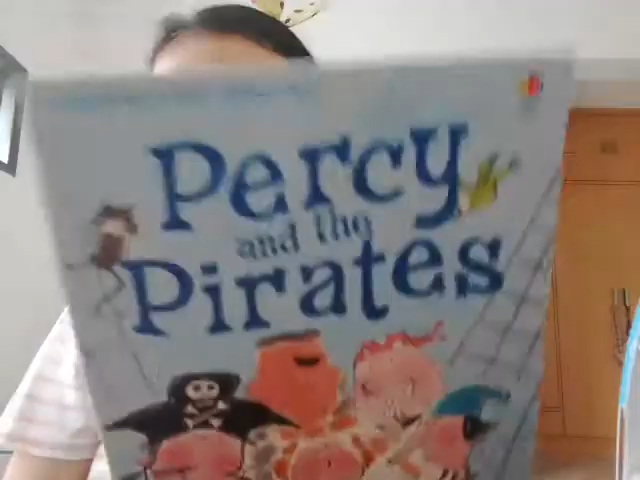 Percy
and the
Pirates